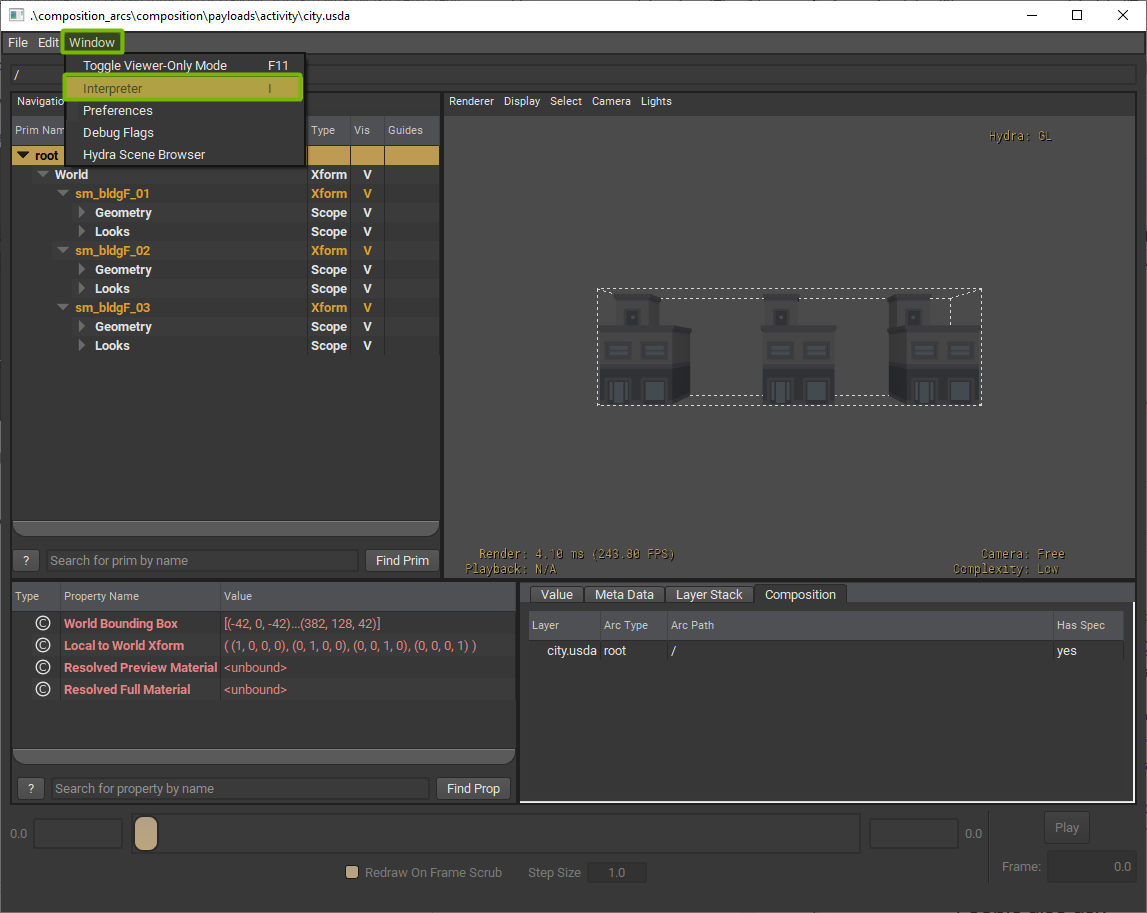 .\composition_arcs\composition\payloads\activity\city.usda
File Edit Window
Toggle Viewer-Only Mode F11
/
Interpreter I
Preferences
Debug Flags
Hydra Scene Browser
Navigatio
Prim Nam Type Vis Guides
root
World Xform V
sm_bldgF_01 Xform V
Geometry Scope V
Looks Scope V
sm_bldgF_02 Xform V
Geometry Scope V
Looks Scope V
sm_bldgF_03 Xform V
Geometry Scope V
Looks Scope V
? Search for prim by name Find Prim
Renderer Display Select Camera Lights
Hydra: GL
Render: 4.10 ms (243.80 FPS)
Playback: N/A
Camera: Free
Complexity: Low
Type Property Name Value
C World Bounding Box [(-42, 0, -42)...(382, 128, 42)]
C Local to World Xform ( (1, 0, 0, 0), (0, 1, 0, 0), (0, 0, 1, 0), (0, 0, 0, 1) )
C Resolved Preview Material <unbound>
C Resolved Full Material <unbound>
? Search for property by name Find Prop
Value Meta Data Layer Stack Composition
Layer Arc Type Arc Path Has Spec
city.usda root / yes
0.0 0.0 Play
Redraw On Frame Scrub Step Size 1.0 Frame: 0.0